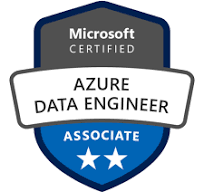 Microsoft
CERTIFIED
AZURE
DATA ENGINEER
ASSOCIATE